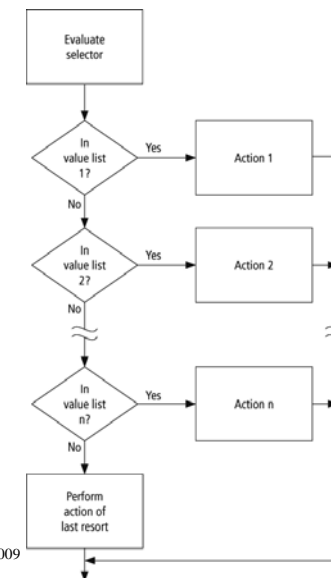 Evaluate
selector
In
value list
1?
Yes
Action 1
No
In
value list
2?
Yes
Action 2
No
In
value list
n?
Yes
Action n
No
Perform
action of
last resort
009